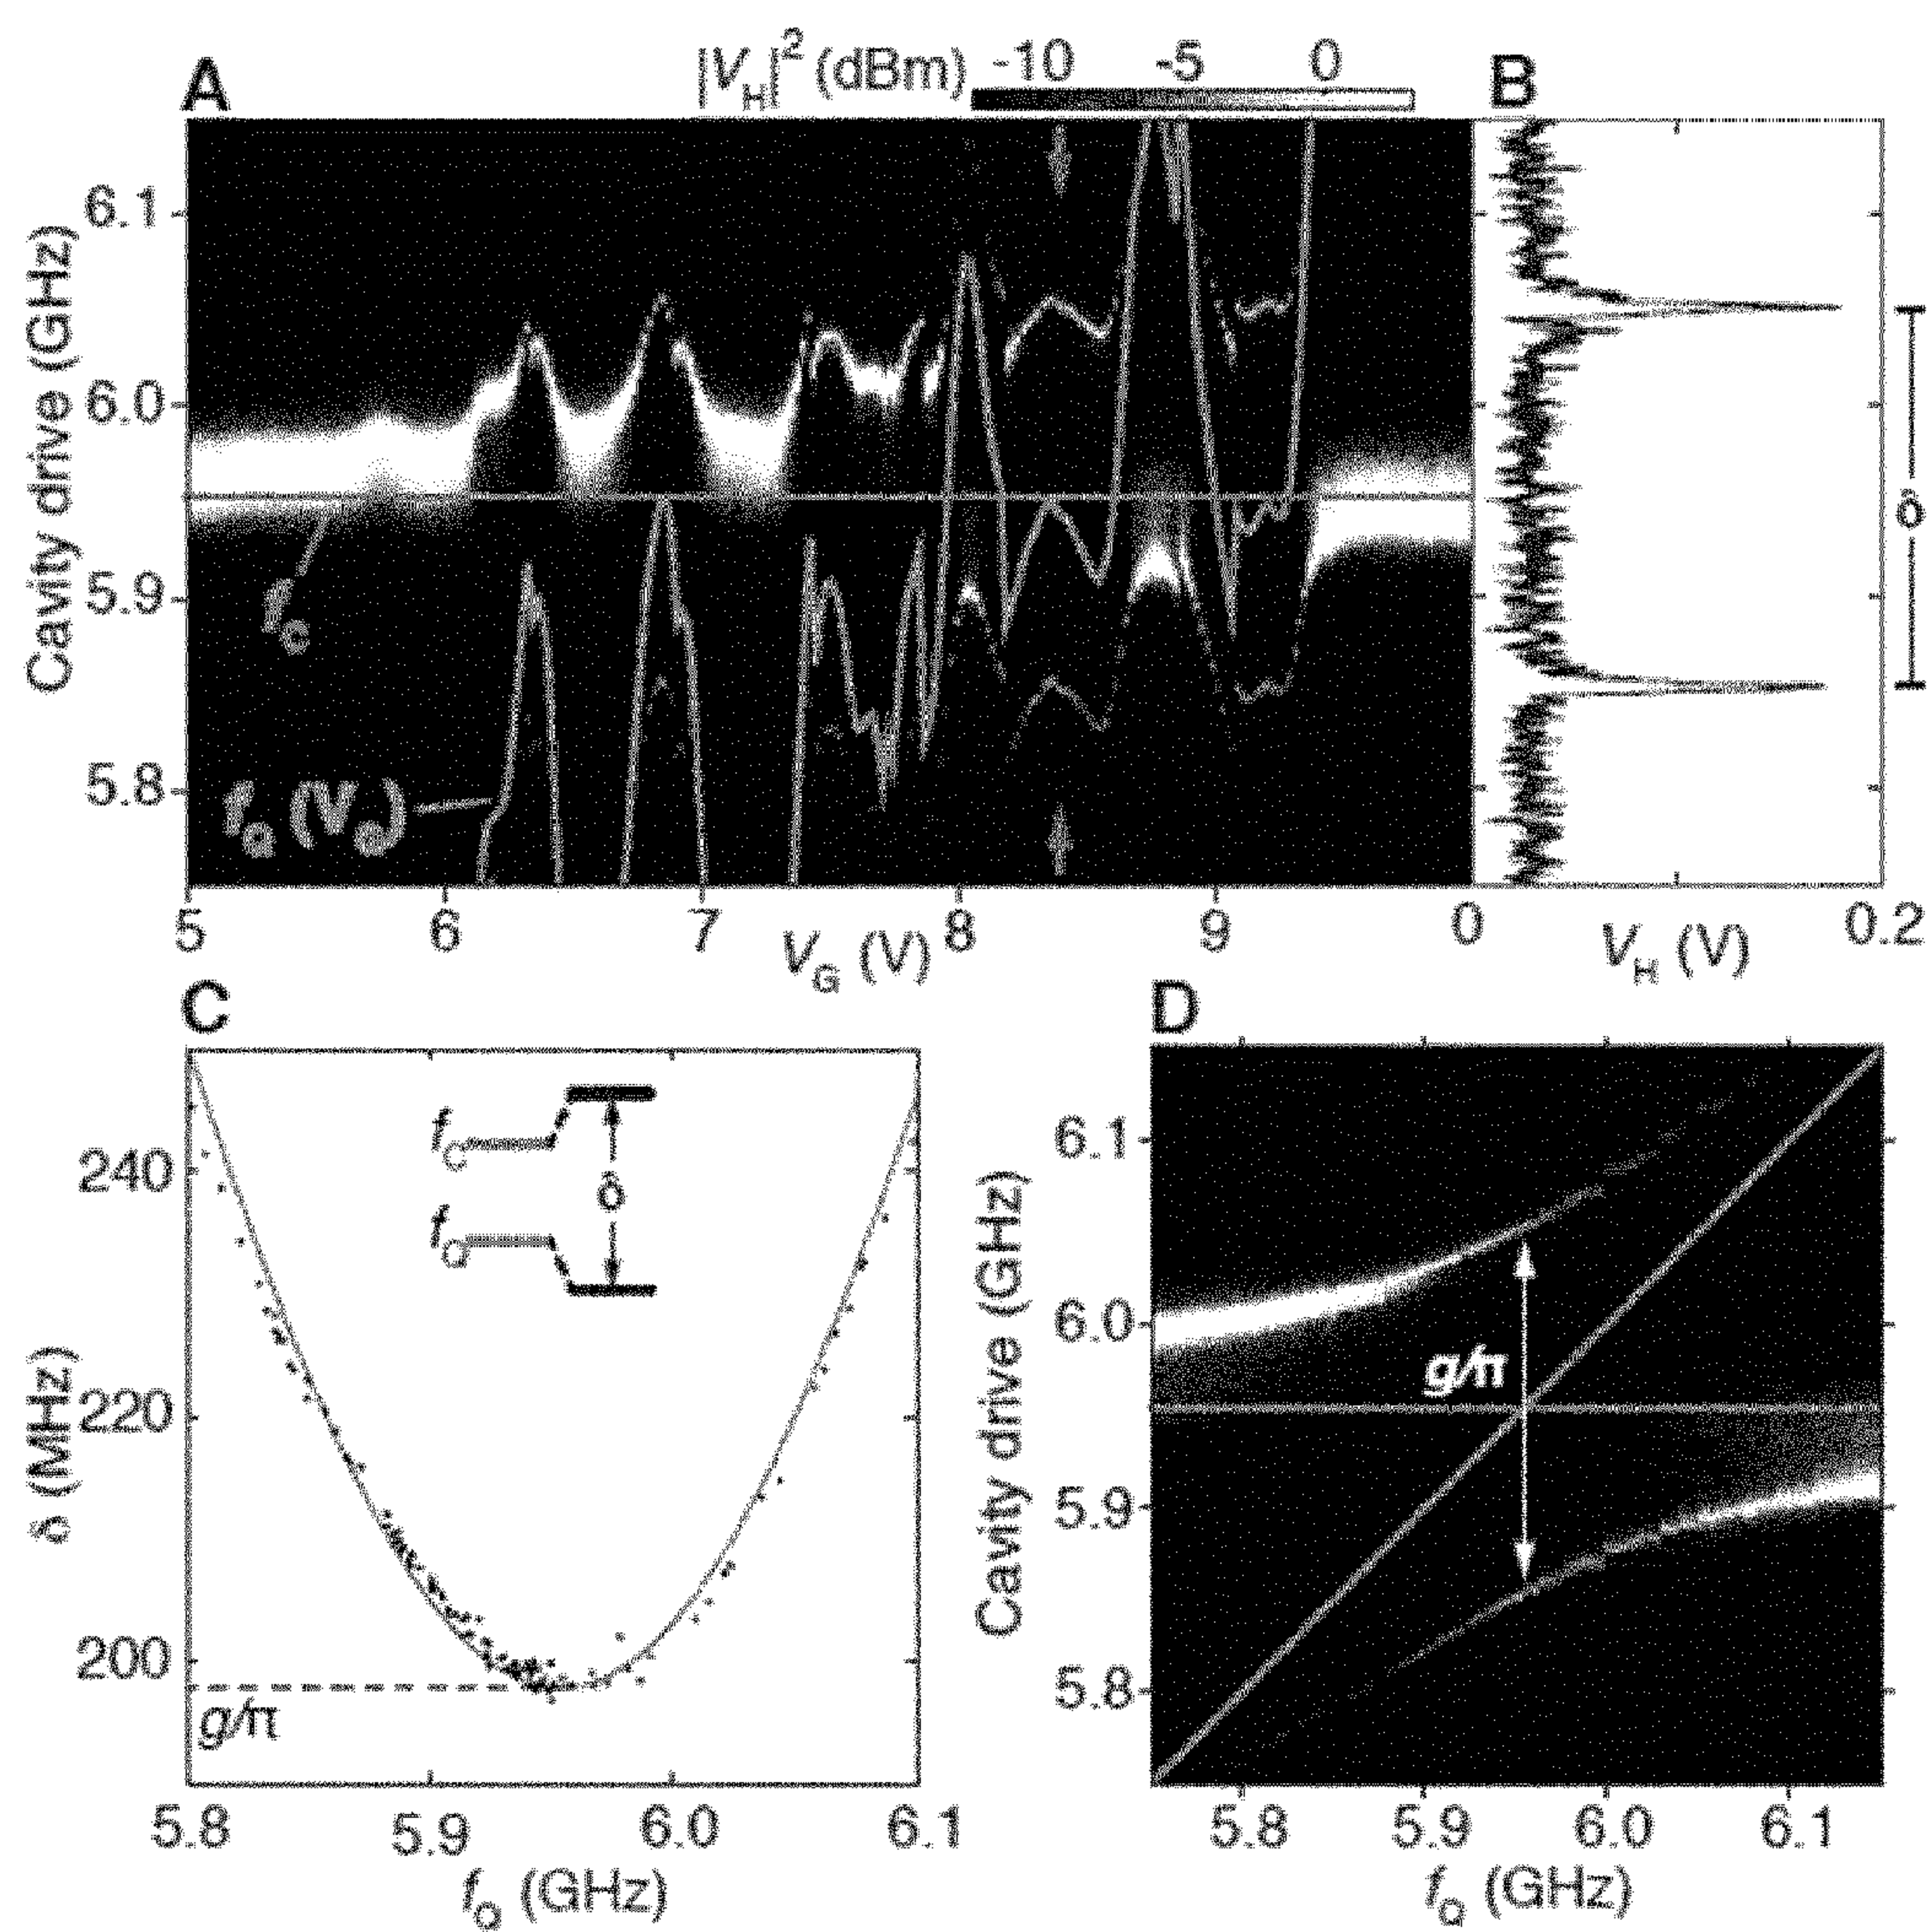 A
|V_H|² (dBm) -10 -5 0
B
Cavity drive (GHz)
6.1
6.0
5.9
5.8
f_C
f_Q (V_G)
5 6 7 8 9
V_G (V)
δ
0 0.2
V_H (V)
C
δ (MHz)
240
220
200
f_C
δ
f_Q
g/π
5.8 5.9 6.0 6.1
f_Q (GHz)
D
Cavity drive (GHz)
6.1
6.0
5.9
5.8
g/π
5.8 5.9 6.0 6.1
f_Q (GHz)